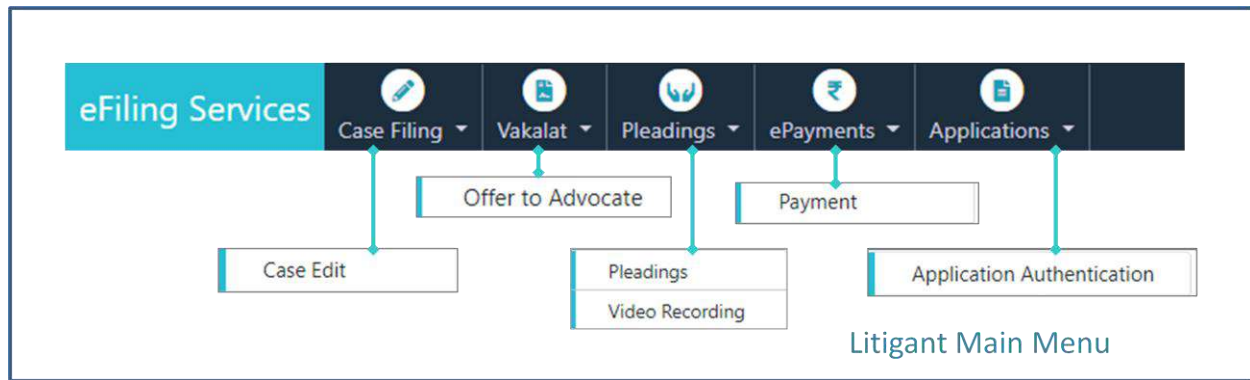 eFiling Services
Case Filing
Vakalat
Pleadings
ePayments
Applications
Offer to Advocate
Payment
Case Edit
Pleadings
Video Recording
Application Authentication
Litigant Main Menu